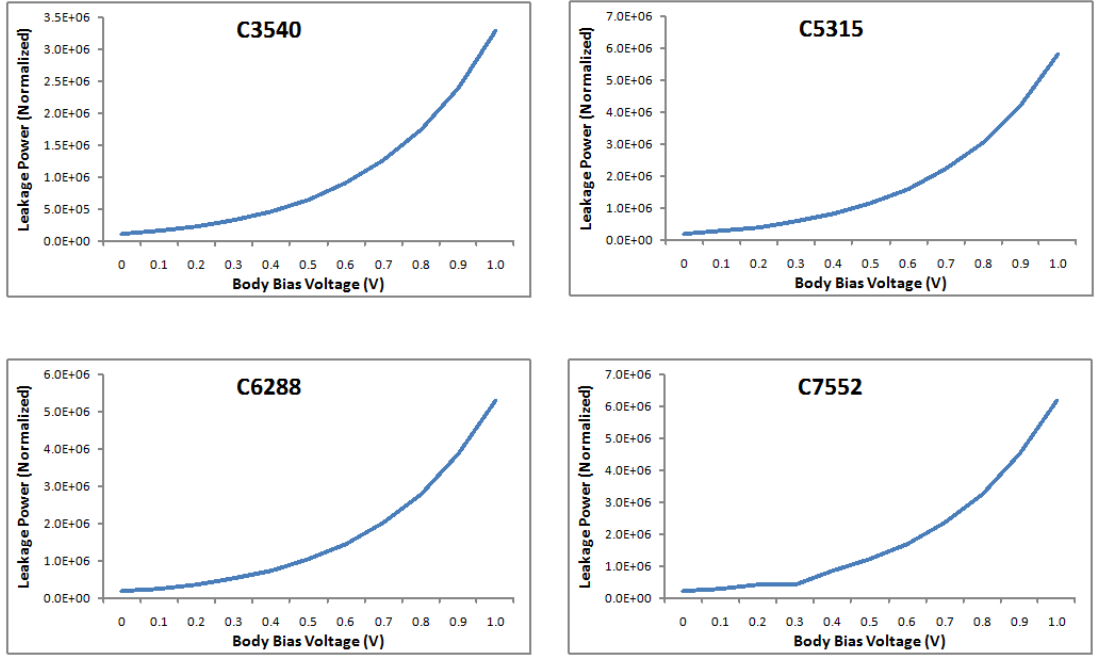 C3540
Leakage Power (Normalized)
3.5E+06
3.0E+06
2.5E+06
2.0E+06
1.5E+06
1.0E+06
5.0E+05
0.0E+00
0 0.1 0.2 0.3 0.4 0.5 0.6 0.7 0.8 0.9 1.0
Body Bias Voltage (V)
C5315
Leakage Power (Normalized)
7.0E+06
6.0E+06
5.0E+06
4.0E+06
3.0E+06
2.0E+06
1.0E+06
0.0E+00
0 0.1 0.2 0.3 0.4 0.5 0.6 0.7 0.8 0.9 1.0
Body Bias Voltage (V)
C6288
Leakage Power (Normalized)
6.0E+06
5.0E+06
4.0E+06
3.0E+06
2.0E+06
1.0E+06
0.0E+00
0 0.1 0.2 0.3 0.4 0.5 0.6 0.7 0.8 0.9 1.0
Body Bias Voltage (V)
C7552
Leakage Power (Normalized)
7.0E+06
6.0E+06
5.0E+06
4.0E+06
3.0E+06
2.0E+06
1.0E+06
0.0E+00
0 0.1 0.2 0.3 0.4 0.5 0.6 0.7 0.8 0.9 1.0
Body Bias Voltage (V)